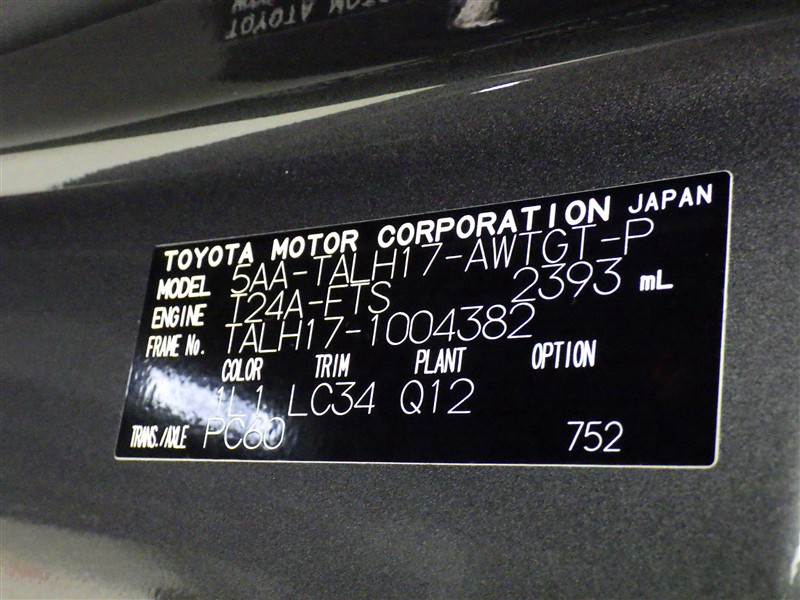 TOYOTA MOTOR CORPORATION JAPAN
MODEL 5AA-TALH17-AWTGT-P
ENGINE T24A-FTS 2393 mL
FRAME No. TALH17-1004382
COLOR TRIM PLANT OPTION
1L1 LC34 Q12
TRANS./AXLE PC60 752